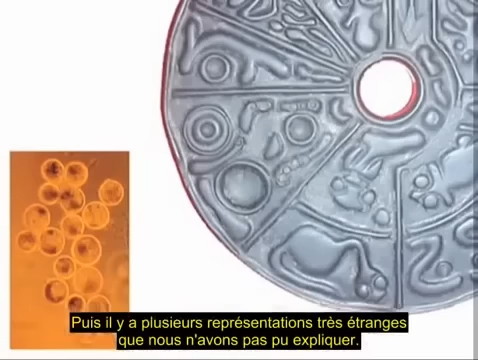 Puis il y a plusieurs représentations très étranges
que nous n'avons pas pu expliquer.